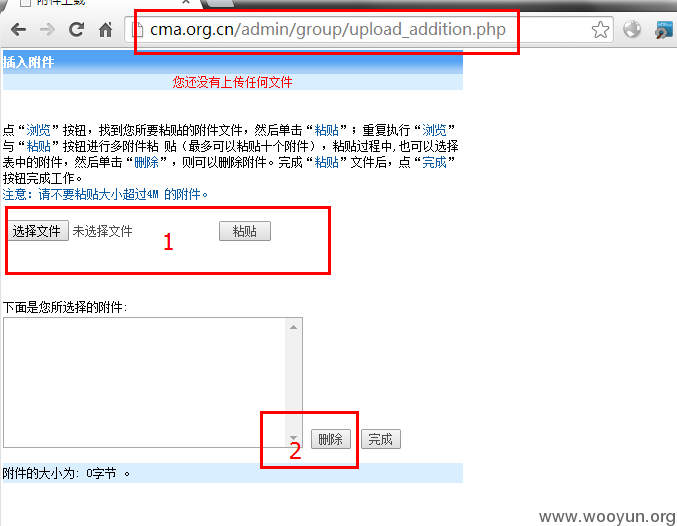 附件上载
cma.org.cn/admin/group/upload_addition.php
插入附件
您还没有上传任何文件
点“浏览”按钮，找到您所要粘贴的附件文件，然后单击“粘贴”；重复执行“浏览”
与“粘贴”按钮进行多附件粘 贴（最多可以粘贴十个附件），粘贴过程中,也可以选择
表中的附件，然后单击“删除”，则可以删除附件。完成“粘贴”文件后，点“完成”
按钮完成工作。
注意：请不要粘贴大小超过4M 的附件。
选择文件 未选择文件 1 粘贴
下面是您所选择的附件:
2 删除 完成
附件的大小为: 0字节 。
www.wooyun.org